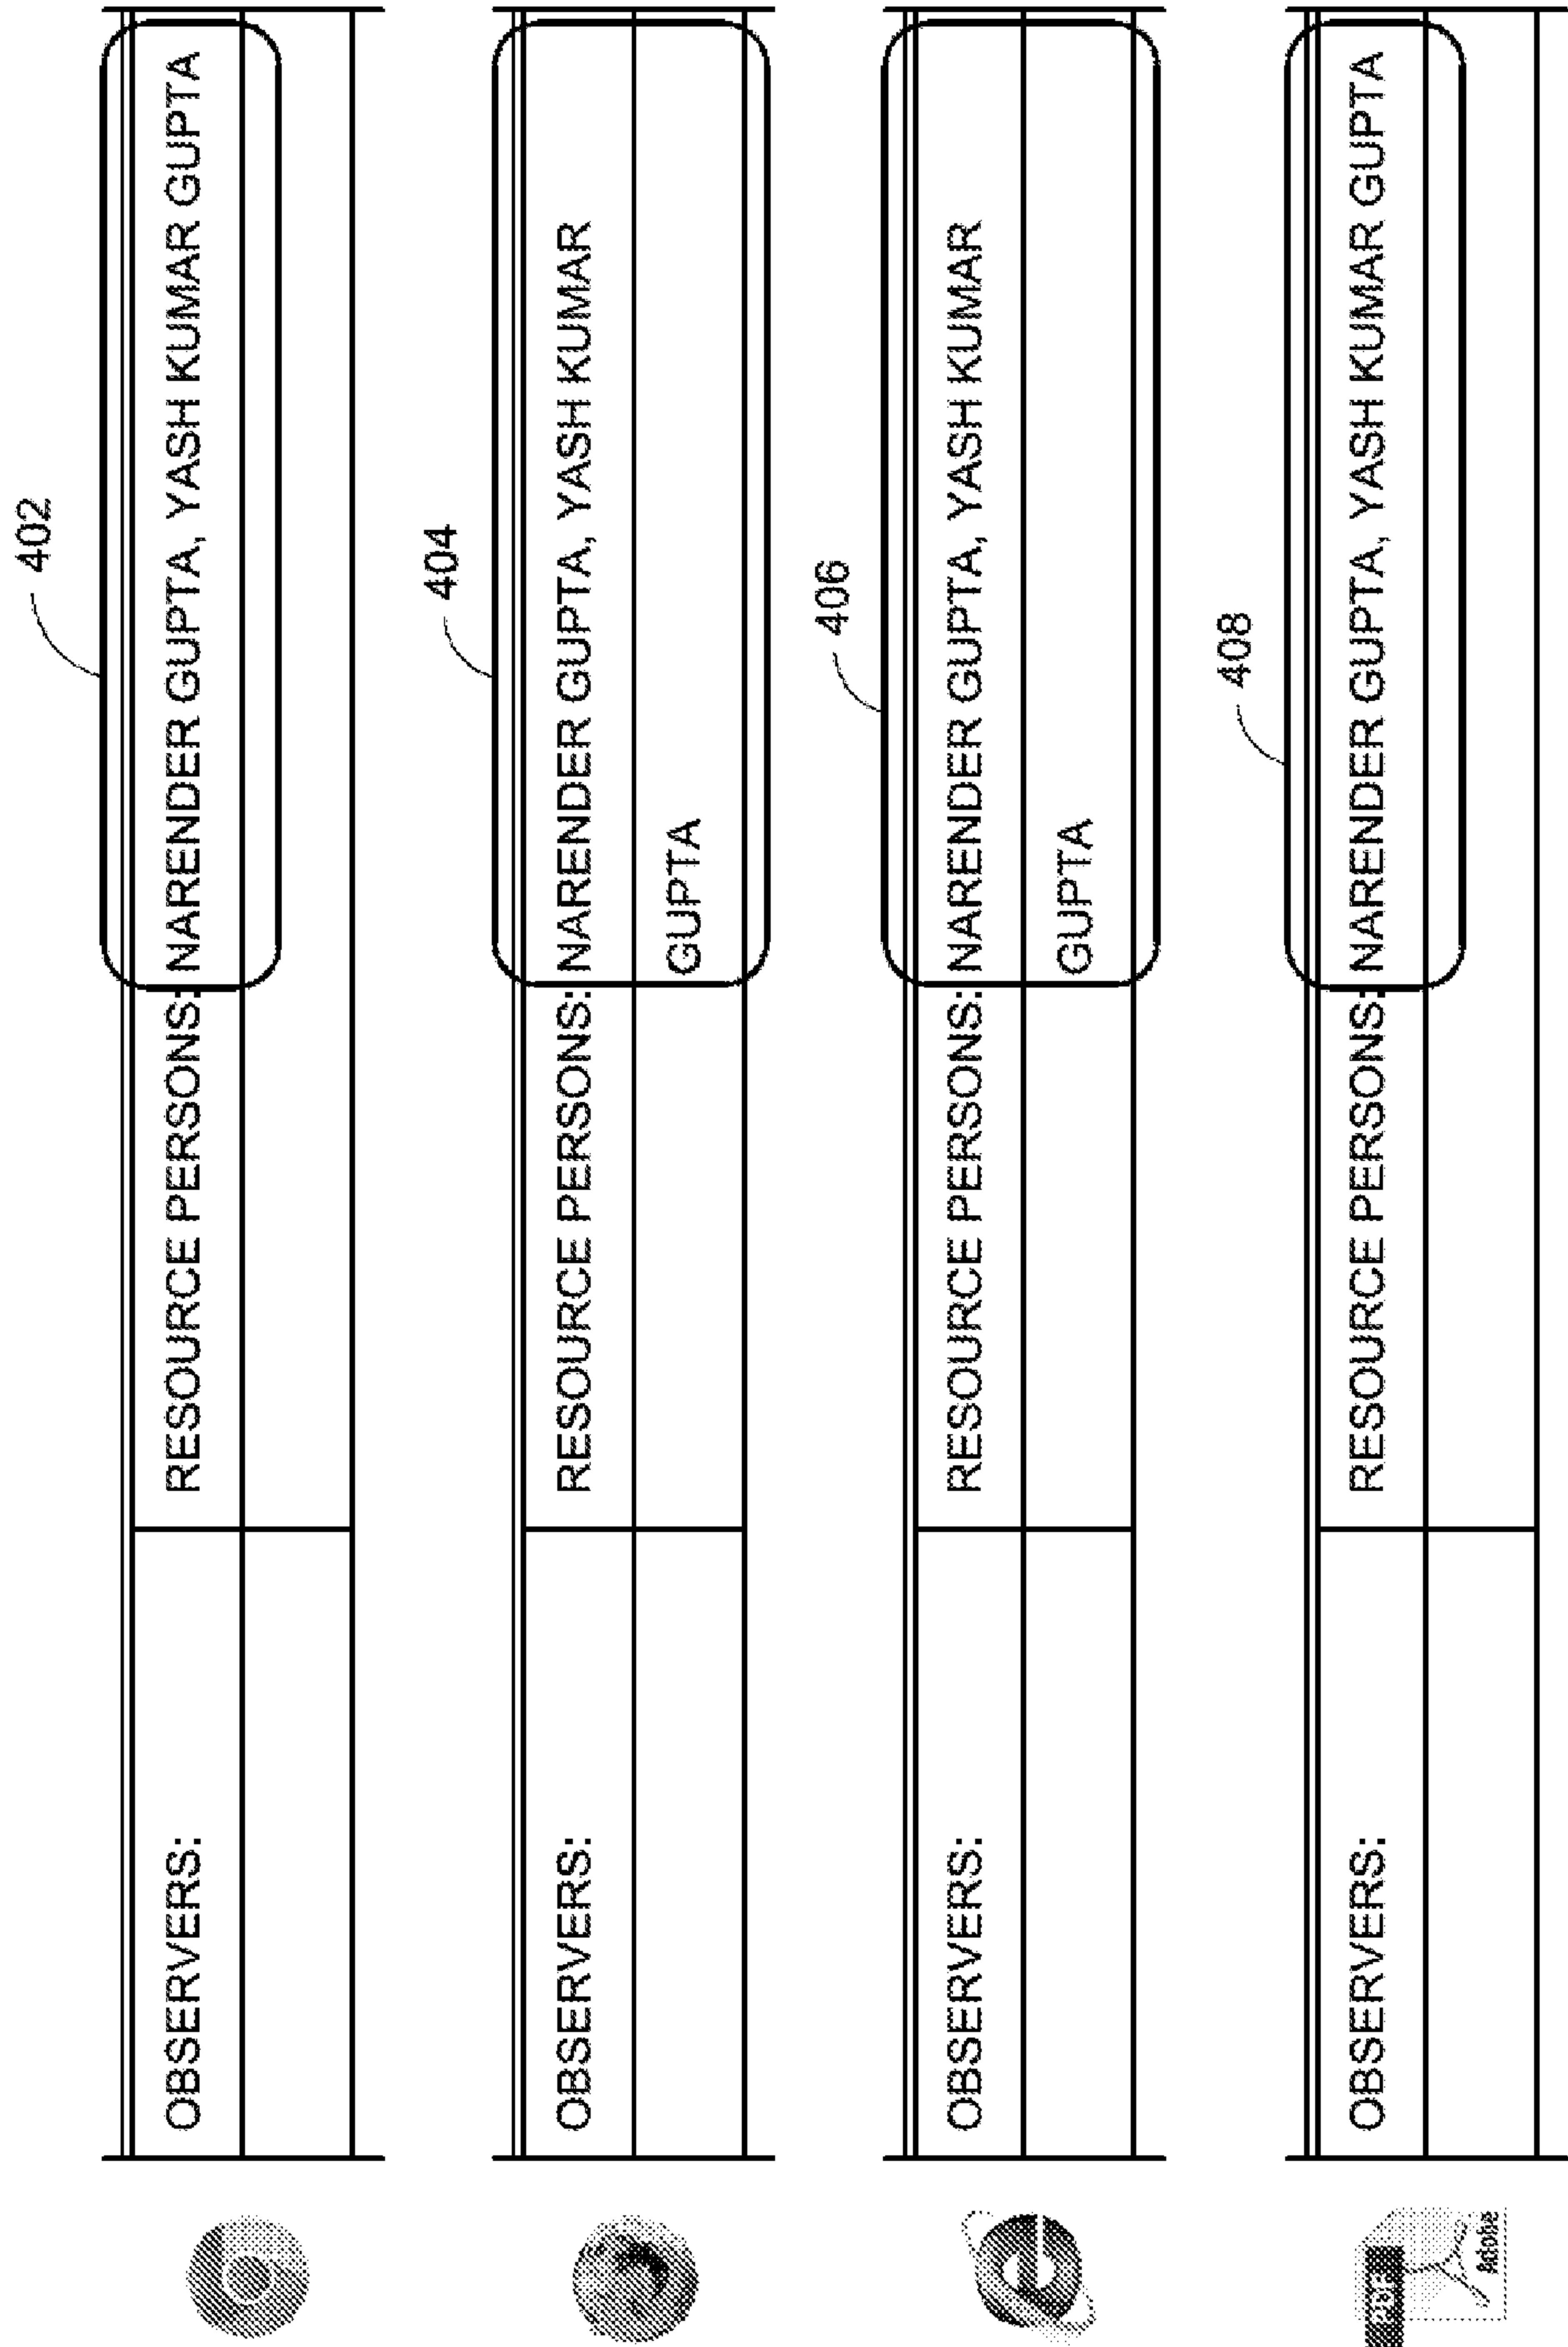 402
OBSERVERS: RESOURCE PERSONS: NARENDER GUPTA, YASH KUMAR GUPTA
404
OBSERVERS: RESOURCE PERSONS: NARENDER GUPTA, YASH KUMAR
GUPTA
406
OBSERVERS: RESOURCE PERSONS: NARENDER GUPTA, YASH KUMAR
GUPTA
408
OBSERVERS: RESOURCE PERSONS: NARENDER GUPTA, YASH KUMAR GUPTA
PDF
Adobe